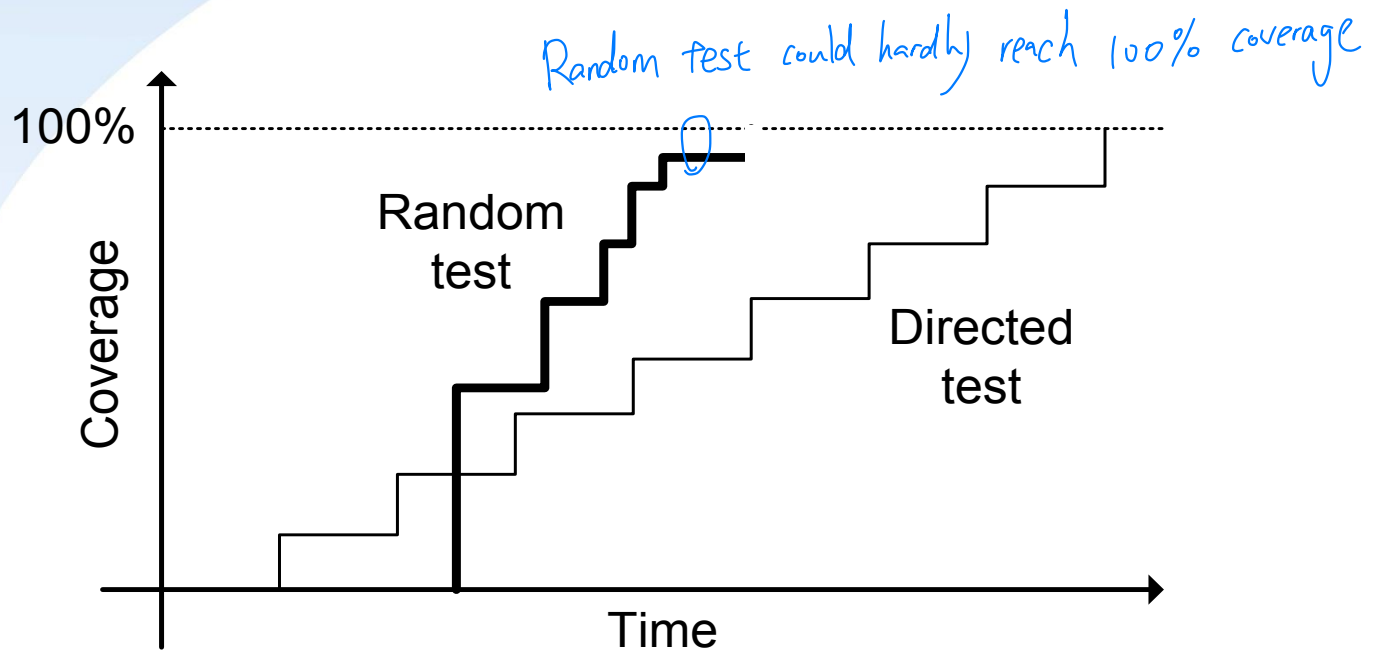 Random test could hardly reach 100% coverage
100%
Random
test
Coverage
Directed
test
Time